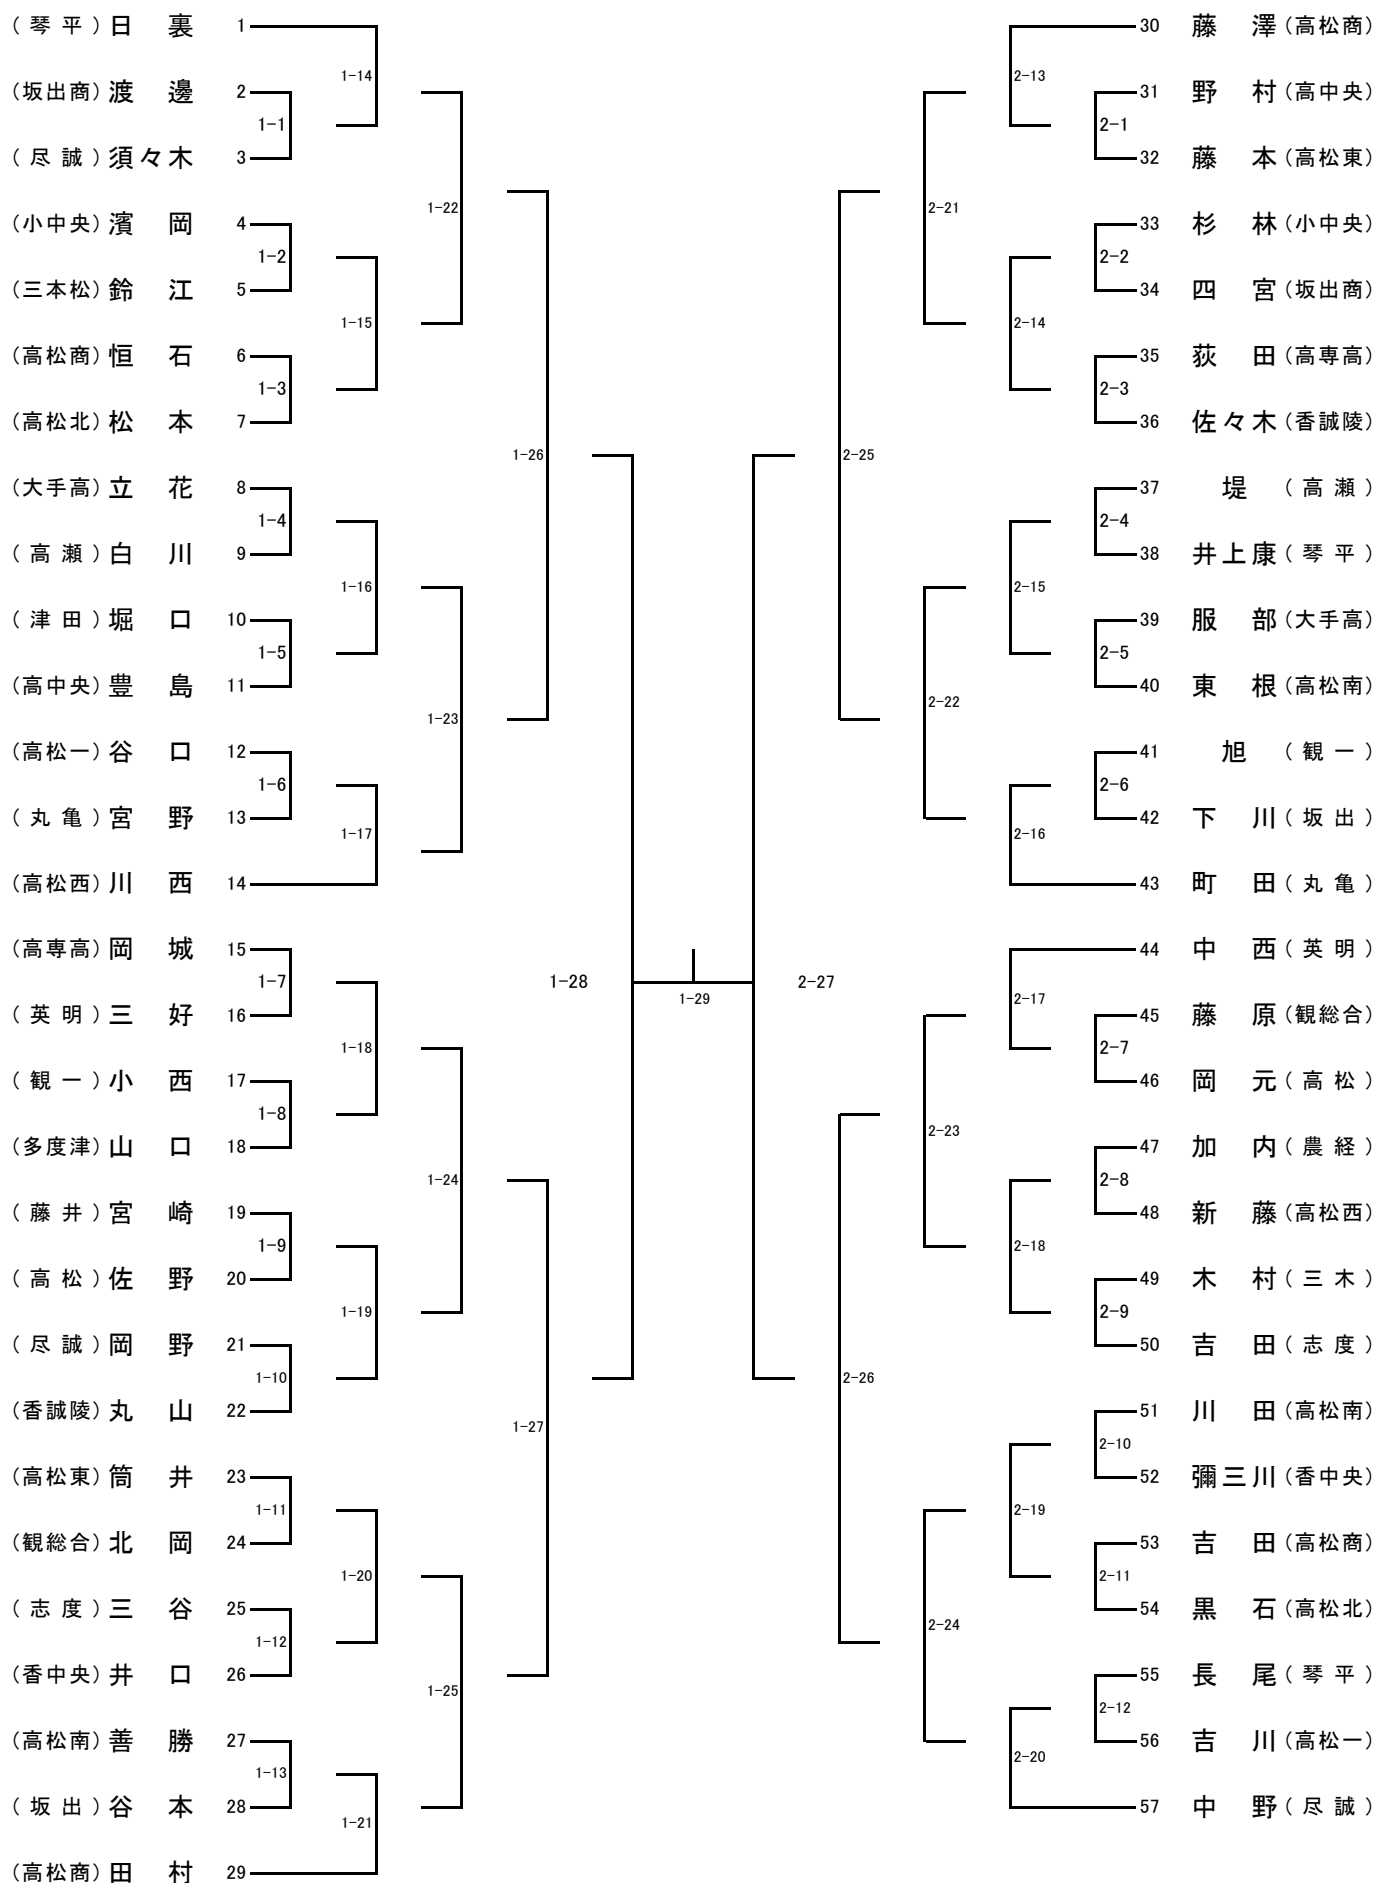 (琴平) 日裏 1
1-14
(坂出商) 渡邊 2
1-1
(尽誠) 須々木 3
1-22
(小中央) 濱岡 4
1-2
(三本松) 鈴江 5
1-15
(高松商) 恒石 6
1-3
(高松北) 松本 7
1-26
(大手高) 立花 8
1-4
(高瀬) 白川 9
1-16
(津田) 堀口 10
1-5
(高中央) 豊島 11
1-23
(高松一) 谷口 12
1-6
(丸亀) 宮野 13
1-17
(高松西) 川西 14
(高専高) 岡城 15
1-7
1-28
(英明) 三好 16
1-18
(観一) 小西 17
1-8
(多度津) 山口 18
1-24
(藤井) 宮崎 19
1-9
(高松) 佐野 20
1-19
(尽誠) 岡野 21
1-10
(香誠陵) 丸山 22
1-27
(高松東) 筒井 23
1-11
(観総合) 北岡 24
1-20
(志度) 三谷 25
1-12
(香中央) 井口 26
1-25
(高松南) 善勝 27
1-13
(坂出) 谷本 28
1-21
(高松商) 田村 29
1-29
30 藤澤 (高松商)
2-13
31 野村 (高中央)
2-1
32 藤本 (高松東)
2-21
33 杉林 (小中央)
2-2
34 四宮 (坂出商)
2-14
35 荻田 (高専高)
2-3
36 佐々木 (香誠陵)
2-25
37 堤 (高瀬)
2-4
38 井上康 (琴平)
2-15
39 服部 (大手高)
2-5
40 東根 (高松南)
2-22
41 旭 (観一)
2-6
42 下川 (坂出)
2-16
43 町田 (丸亀)
44 中西 (英明)
2-27
2-17
45 藤原 (観総合)
2-7
46 岡元 (高松)
2-23
47 加内 (農経)
2-8
48 新藤 (高松西)
2-18
49 木村 (三木)
2-9
50 吉田 (志度)
2-26
51 川田 (高松南)
2-10
52 彌三川 (香中央)
2-19
53 吉田 (高松商)
2-11
54 黒石 (高松北)
2-24
55 長尾 (琴平)
2-12
56 吉川 (高松一)
2-20
57 中野 (尽誠)